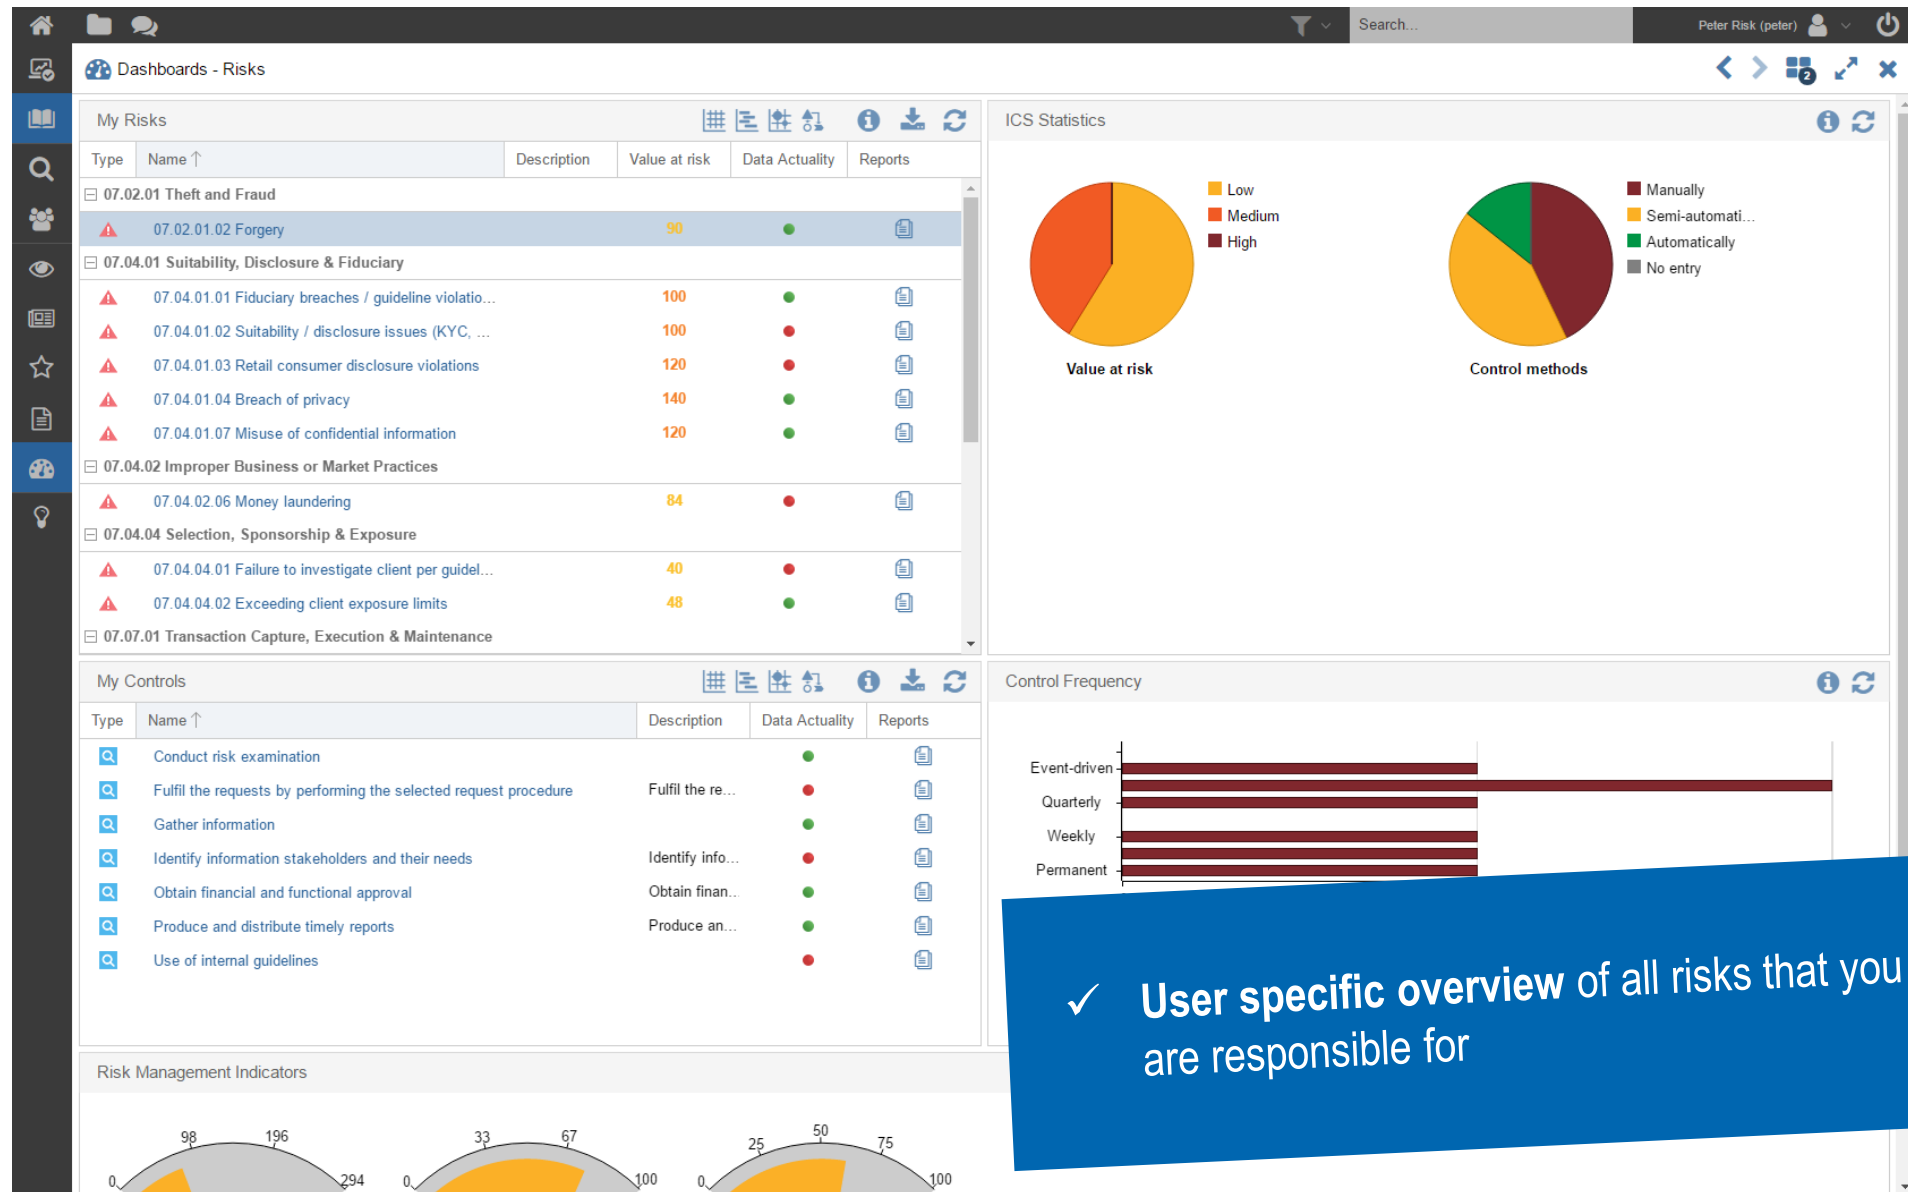 Search...
Peter Risk (peter)
Dashboards - Risks
2
My Risks
Type Name Description Value at risk Data Actuality Reports
07.02.01 Theft and Fraud
07.02.01.02 Forgery 90
07.04.01 Suitability, Disclosure & Fiduciary
07.04.01.01 Fiduciary breaches / guideline violatio... 100
07.04.01.02 Suitability / disclosure issues (KYC, ... 100
07.04.01.03 Retail consumer disclosure violations 120
07.04.01.04 Breach of privacy 140
07.04.01.07 Misuse of confidential information 120
07.04.02 Improper Business or Market Practices
07.04.02.06 Money laundering 84
07.04.04 Selection, Sponsorship & Exposure
07.04.04.01 Failure to investigate client per guidel... 40
07.04.04.02 Exceeding client exposure limits 48
07.07.01 Transaction Capture, Execution & Maintenance
ICS Statistics
Low
Medium
High
Value at risk
Manually
Semi-automati...
Automatically
No entry
Control methods
My Controls
Type Name Description Data Actuality Reports
Conduct risk examination
Fulfil the requests by performing the selected request procedure Fulfil the re...
Gather information
Identify information stakeholders and their needs Identify info...
Obtain financial and functional approval Obtain finan...
Produce and distribute timely reports Produce an...
Use of internal guidelines
Control Frequency
Event-driven
Quarterly
Weekly
Permanent
✓ User specific overview of all risks that you
are responsible for
Risk Management Indicators
0 98 196 294
0 33 67 100
0 25 50 75 100